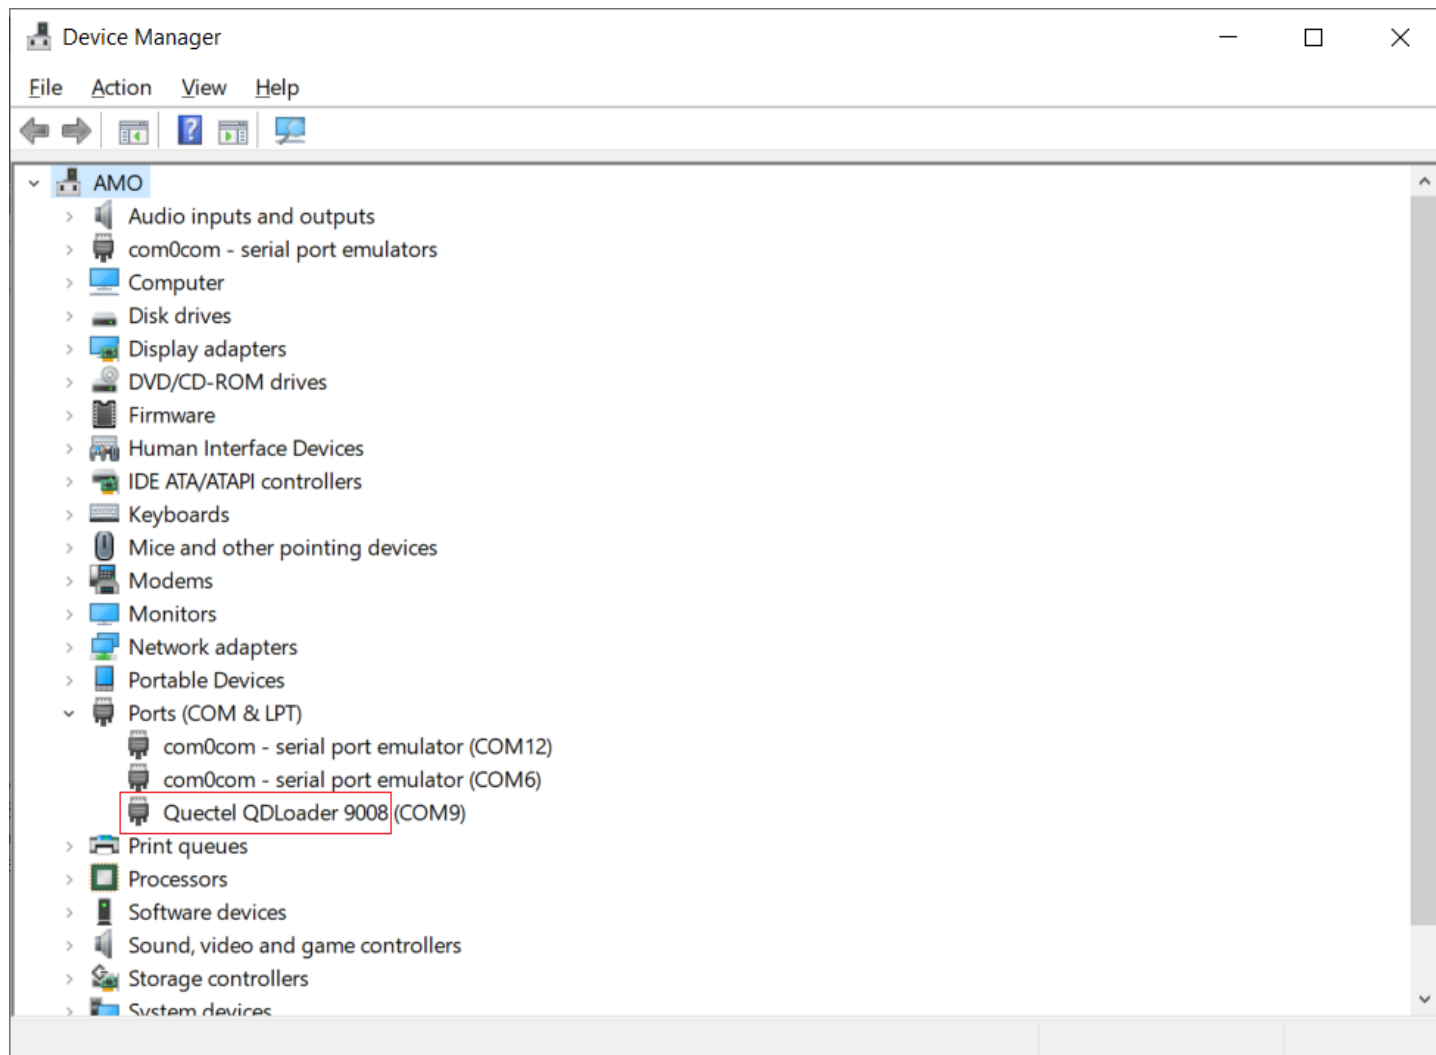 Device Manager
File Action View Help
AMO
Audio inputs and outputs
com0com - serial port emulators
Computer
Disk drives
Display adapters
DVD/CD-ROM drives
Firmware
Human Interface Devices
IDE ATA/ATAPI controllers
Keyboards
Mice and other pointing devices
Modems
Monitors
Network adapters
Portable Devices
Ports (COM & LPT)
com0com - serial port emulator (COM12)
com0com - serial port emulator (COM6)
Quectel QDLoader 9008 (COM9)
Print queues
Processors
Software devices
Sound, video and game controllers
Storage controllers
System devices